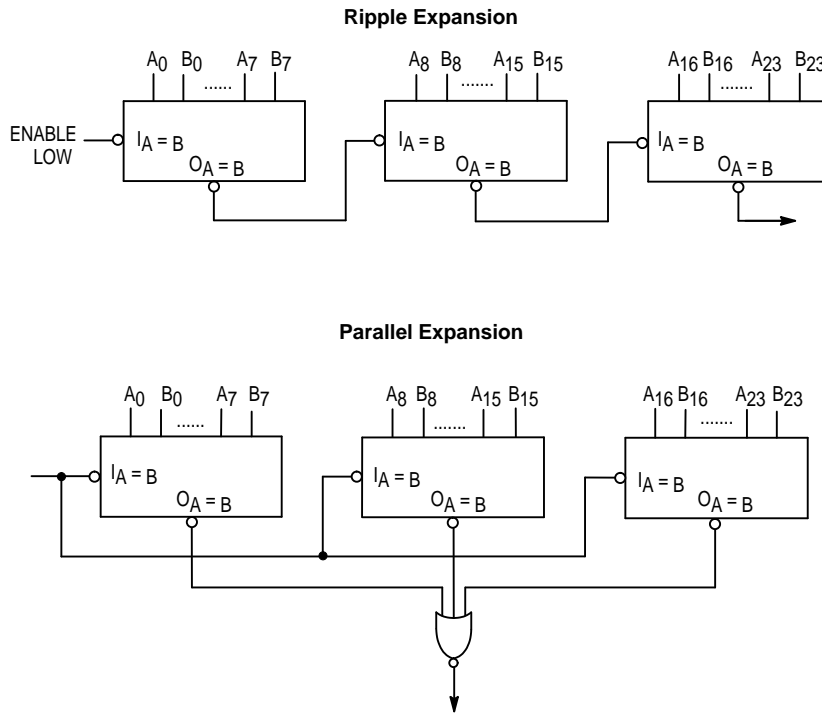 Ripple Expansion
A0 B0 ...... A7 B7
A8 B8 ........ A15 B15
A16 B16 ........ A23 B23
ENABLE
LOW
IA = B
OA = B
IA = B
OA = B
IA = B
OA = B
Parallel Expansion
A0 B0 ...... A7 B7
A8 B8 ........ A15 B15
A16 B16 ........ A23 B23
IA = B
OA = B
IA = B
OA = B
IA = B
OA = B